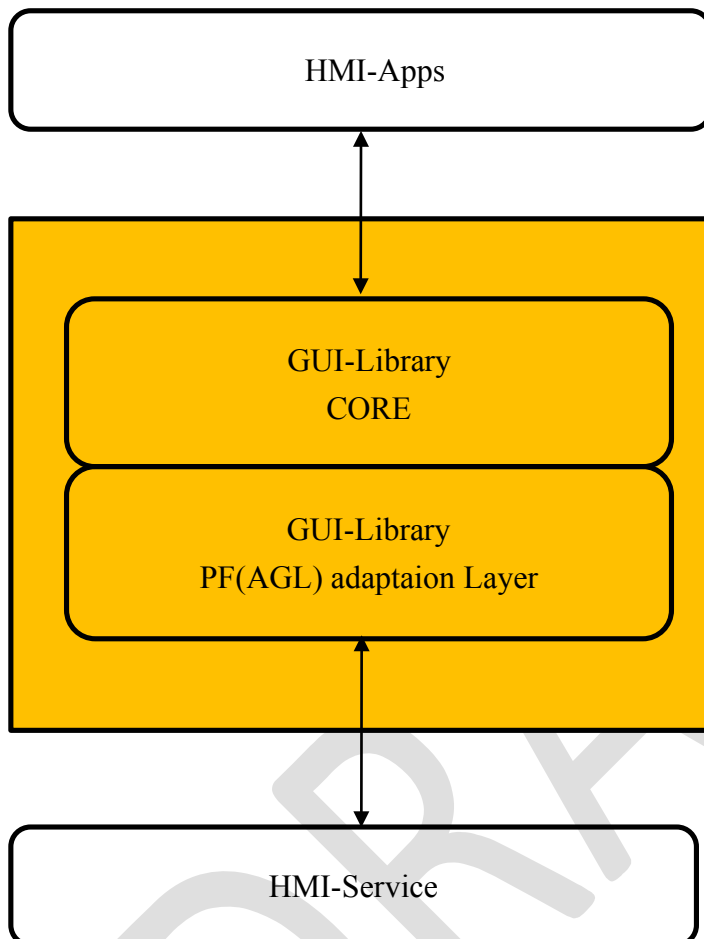 HMI-Apps
GUI-Library
CORE
GUI-Library
PF(AGL) adaptaion Layer
HMI-Service